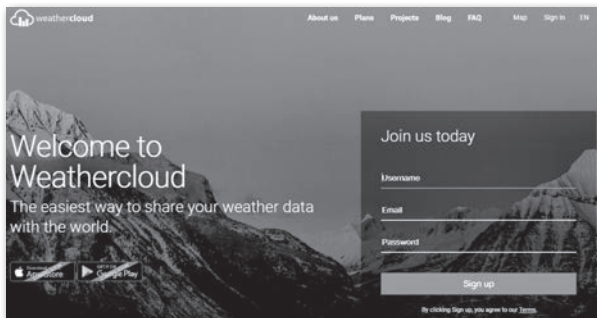 weathercloud
About us Plans Projects Blog FAQ Map Sign in EN
Welcome to
Weathercloud
The easiest way to share your weather data
with the world.
App Store Google Play
Join us today
Username
Email
Password
Sign up
By clicking Sign up, you agree to our Terms.